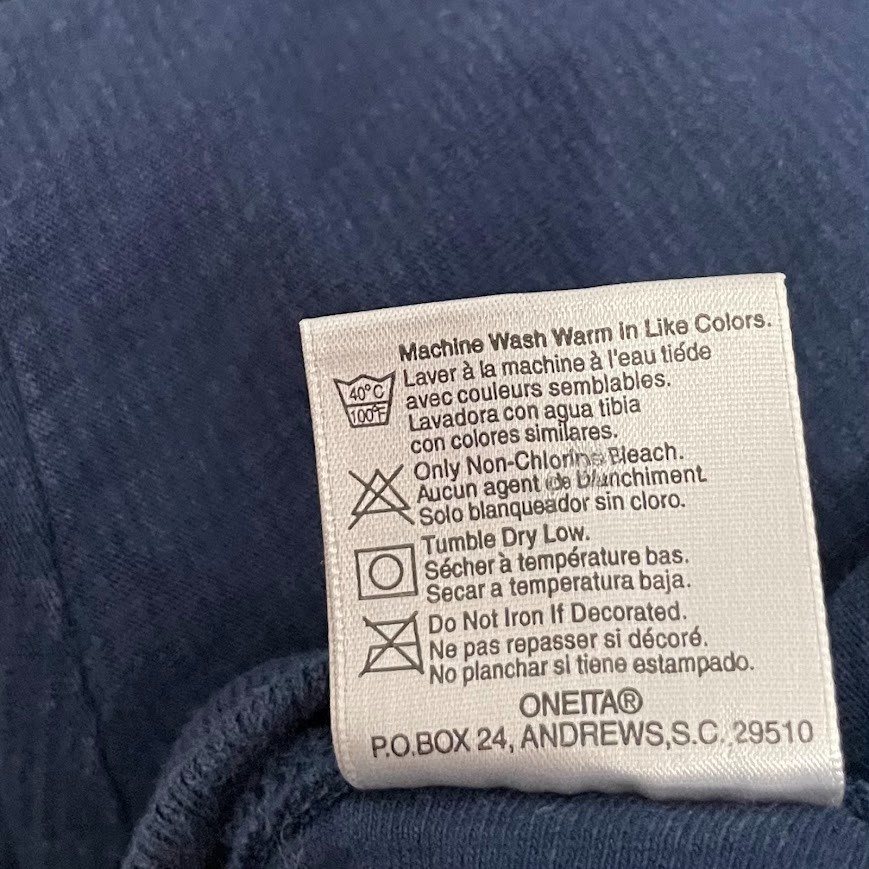 Machine Wash Warm In Like Colors.
40°C
100°F
Laver à la machine à l'eau tiéde
avec couleurs semblables.
Lavadora con agua tibia
con colores similares.
Only Non-Chlorine Bleach.
Aucun agent de blunchiment
Solo blanqueador sin cloro.
Tumble Dry Low.
Sécher à température bas.
Secar a temperatura baja.
Do Not Iron If Decorated.
Ne pas repasser si décoré.
No planchar si tiene estampado.
ONEITA®
P.O.BOX 24, ANDREWS,S.C. 29510